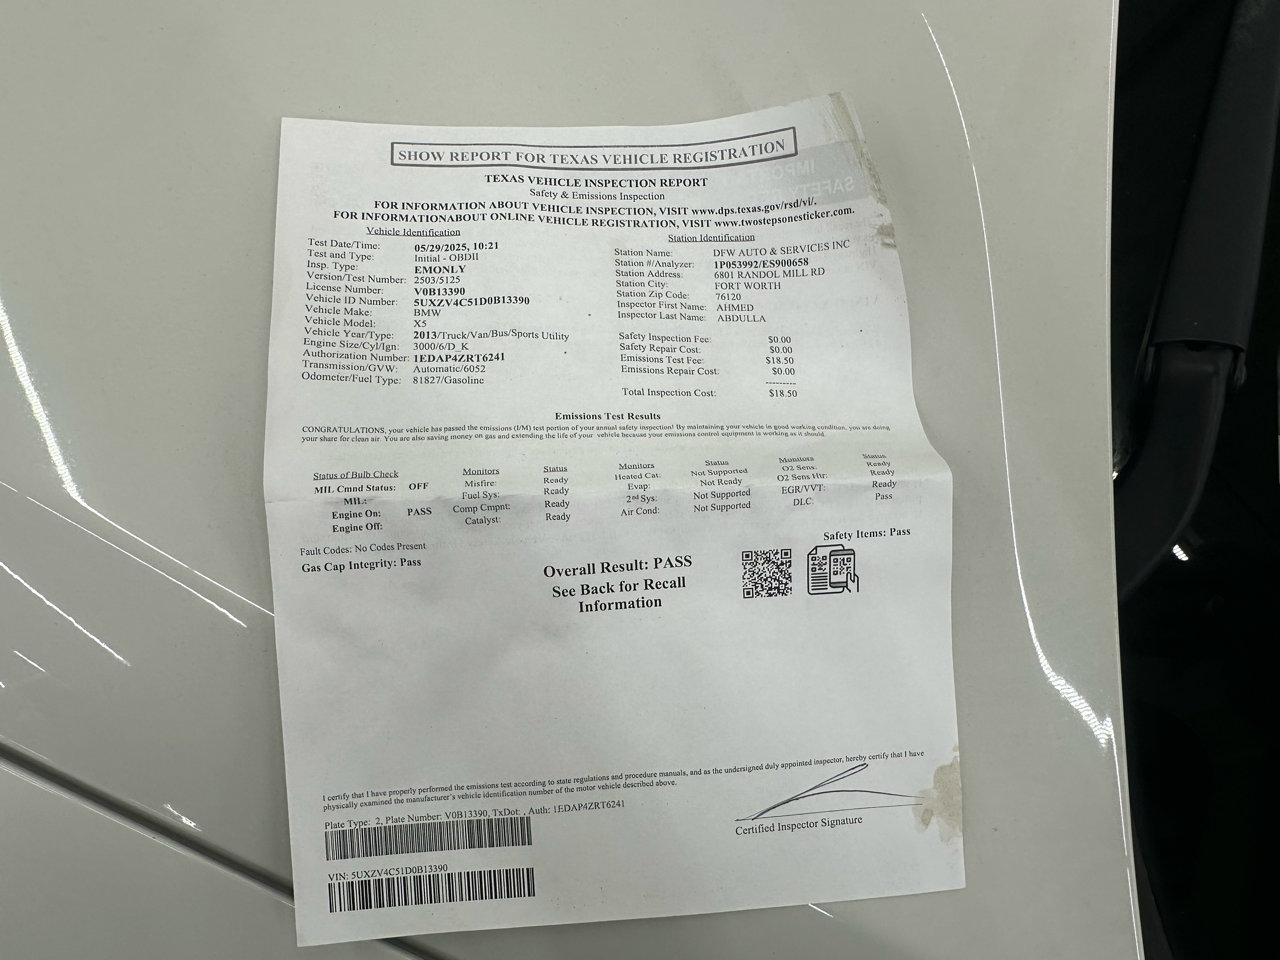 SHOW REPORT FOR TEXAS VEHICLE REGISTRATION
TEXAS VEHICLE INSPECTION REPORT
Safety & Emissions Inspection
FOR INFORMATION ABOUT VEHICLE INSPECTION, VISIT www.dps.texas.gov/rsd/vi/.
FOR INFORMATIONABOUT ONLINE VEHICLE REGISTRATION, VISIT www.twostepsonesticker.com.
Vehicle Identification
Test Date/Time: 05/29/2025, 10:21
Test and Type: Initial - OBDII
Insp. Type: EMONLY
Version/Test Number: 2503/5125
License Number: V0B13390
Vehicle ID Number: 5UXZV4C51D0B13390
Vehicle Make: BMW
Vehicle Model: X5
Vehicle Year/Type: 2013/Truck/Van/Bus/Sports Utility
Engine Size/Cyl/Ign: 3000/6/D_K
Authorization Number: 1EDAP4ZRT6241
Transmission/GVW: Automatic/6052
Odometer/Fuel Type: 81827/Gasoline
Station Identification
Station Name: DFW AUTO & SERVICES INC
Station #/Analyzer: 1P053992/ES900658
Station Address: 6801 RANDOL MILL RD
Station City: FORT WORTH
Station Zip Code: 76120
Inspector First Name: AHMED
Inspector Last Name: ABDULLA
Safety Inspection Fee: $0.00
Safety Repair Cost: $0.00
Emissions Test Fee: $18.50
Emissions Repair Cost: $0.00
---------
Total Inspection Cost: $18.50
Emissions Test Results
CONGRATULATIONS, your vehicle has passed the emissions (I/M) test portion of your annual safety inspection! By maintaining your vehicle in good working condition, you are doing
your share for clean air. You are also saving money on gas and extending the life of your vehicle because your emissions control equipment is working as it should.
Status of Bulb Check
MIL Cmnd Status: OFF
MIL:
Engine On: PASS
Engine Off:
Monitors Status
Misfire: Ready
Fuel Sys: Ready
Comp Cmpnt: Ready
Catalyst: Ready
Monitors Status
Heated Cat: Not Supported
Evap: Not Ready
2nd Sys: Not Supported
Air Cond: Not Supported
Monitors Status
O2 Sens: Ready
O2 Sens Htr: Ready
EGR/VVT: Ready
DLC: Pass
Fault Codes: No Codes Present
Gas Cap Integrity: Pass
Safety Items: Pass
Overall Result: PASS
See Back for Recall
Information
I certify that I have properly performed the emissions test according to state regulations and procedure manuals, and as the undersigned duly appointed inspector, hereby certify that I have
physically examined the manufacturer's vehicle identification number of the motor vehicle described above.
Plate Type: 2, Plate Number: V0B13390, TxDot: , Auth: 1EDAP4ZRT6241
Certified Inspector Signature
VIN: 5UXZV4C51D0B13390